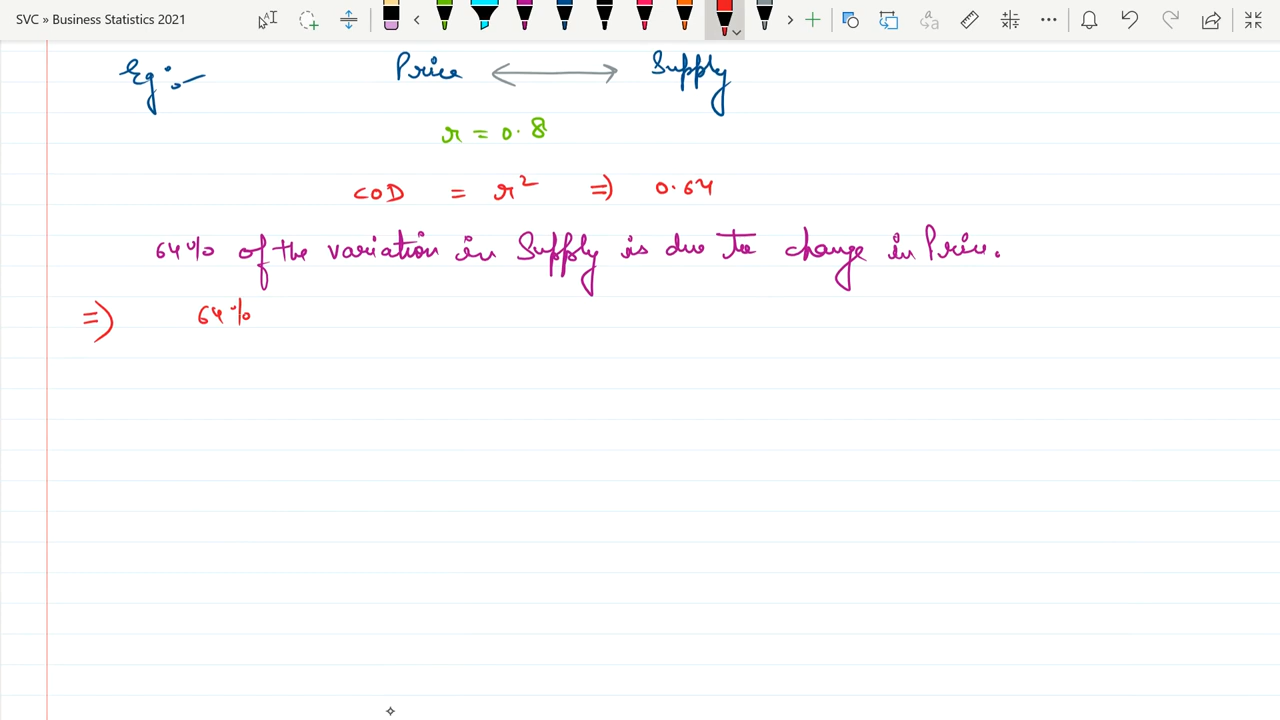 SVC » Business Statistics 2021
Eg:- Price ⟷ Supply
r = 0.8
COD = r² ⇒ 0.64
64% of the variation in Supply is due to change in Price.
⇒ 64%